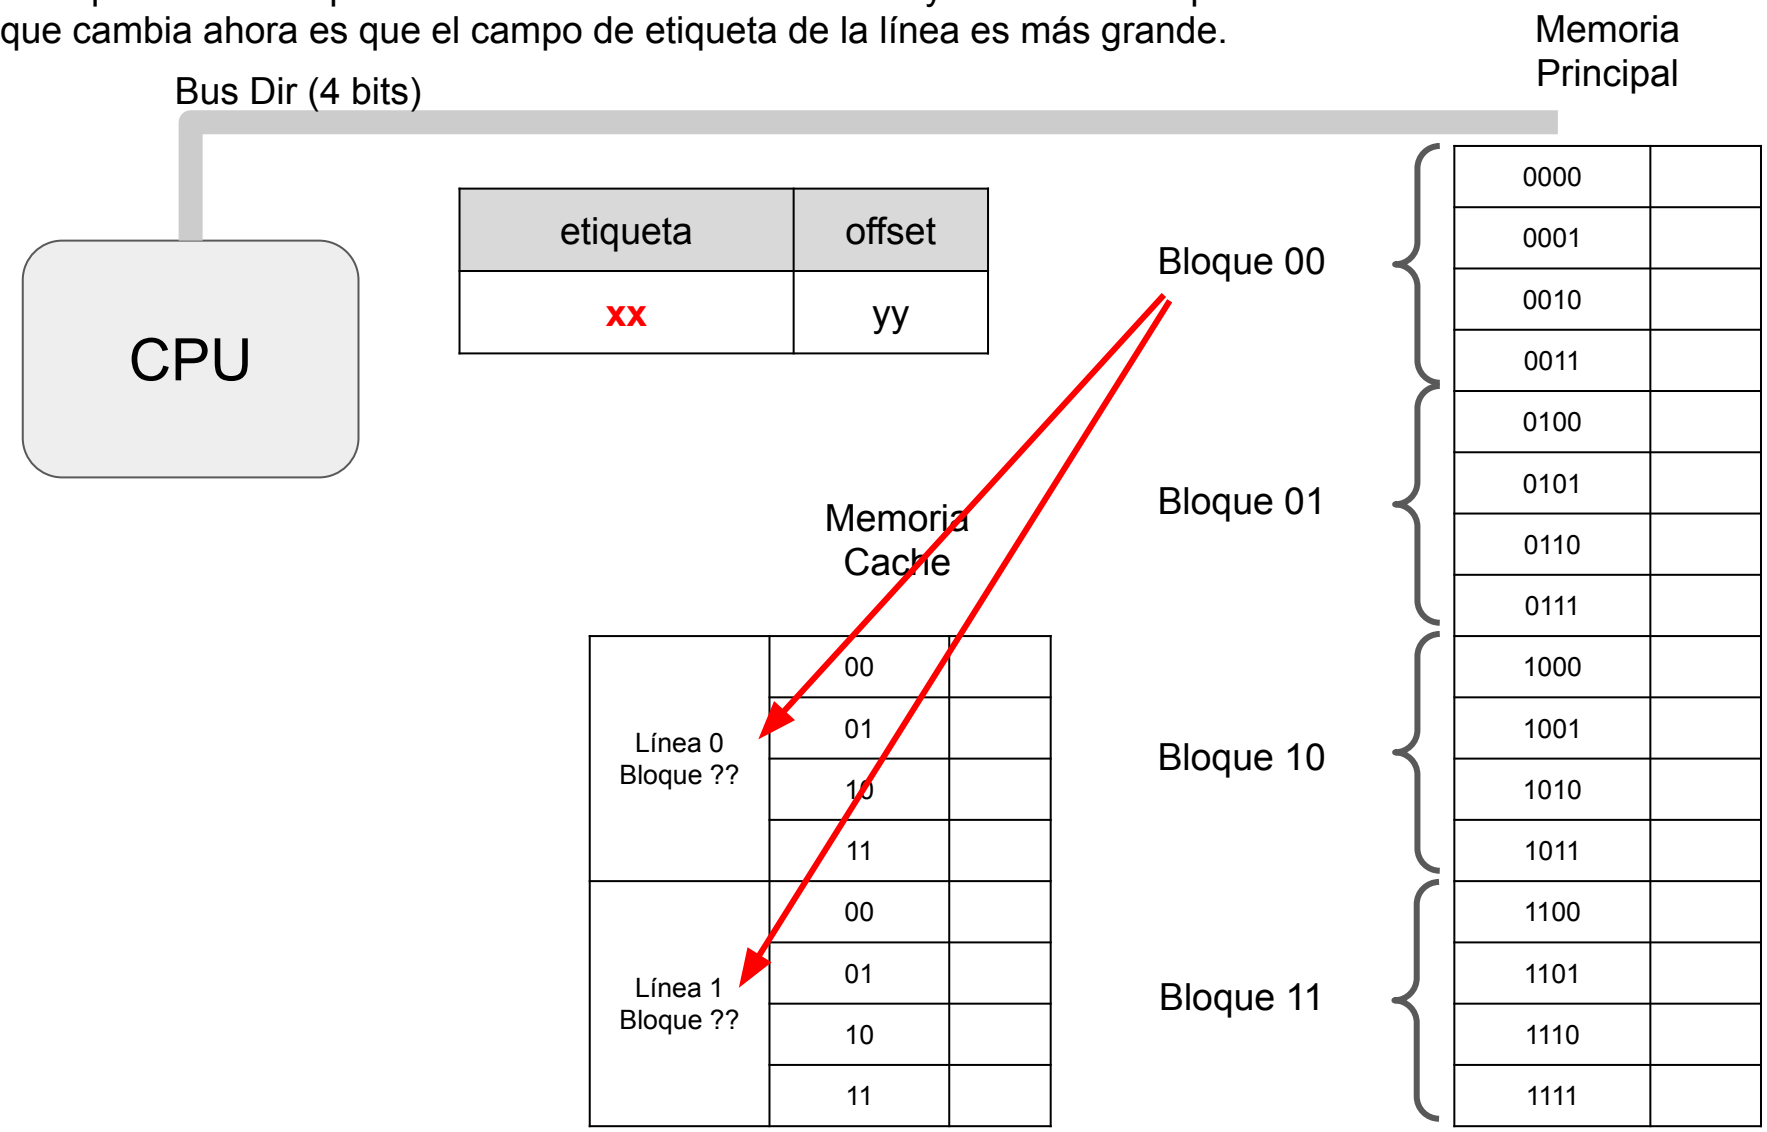 que cambia ahora es que el campo de etiqueta de la línea es más grande.
Memoria
Principal
Bus Dir (4 bits)
CPU
etiqueta offset
xx yy
Memoria
Cache
Línea 0
Bloque ??
00
01
10
11
Línea 1
Bloque ??
00
01
10
11
Bloque 00
Bloque 01
Bloque 10
Bloque 11
0000
0001
0010
0011
0100
0101
0110
0111
1000
1001
1010
1011
1100
1101
1110
1111